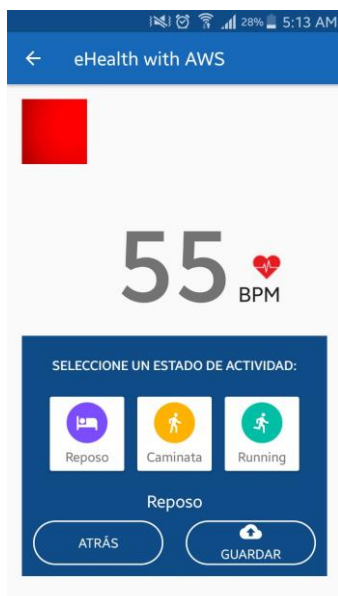 28% 5:13 AM
eHealth with AWS
55
BPM
SELECCIONE UN ESTADO DE ACTIVIDAD:
Reposo Caminata Running
Reposo
ATRÁS GUARDAR